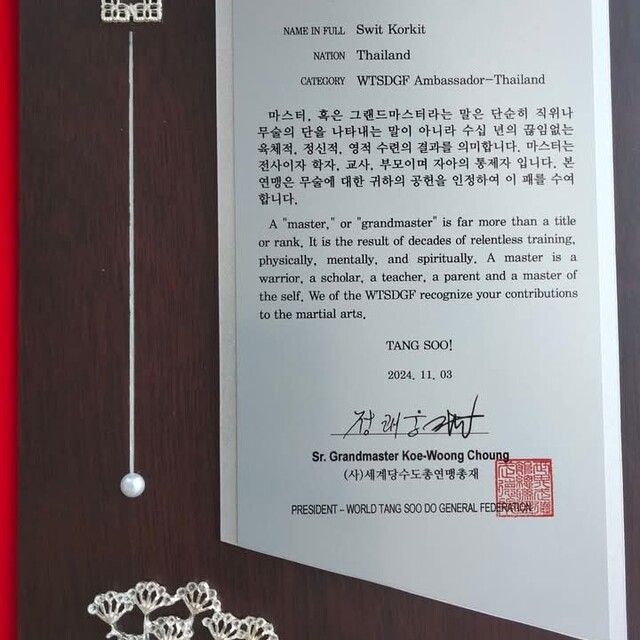 NAME IN FULL Swit Korkit
NATION Thailand
CATEGORY WTSDGF Ambassador-Thailand
마스터, 혹은 그랜드마스터라는 말은 단순히 직위나
무술의 단을 나타내는 말이 아니라 수십 년의 끊임없는
육체적, 정신적, 영적 수련의 결과를 의미합니다. 마스터는
전사이자 학자, 교사, 부모이며 자아의 통제자 입니다. 본
연맹은 무술에 대한 귀하의 공헌을 인정하여 이 패를 수여
합니다.
A "master," or "grandmaster" is far more than a title
or rank. It is the result of decades of relentless training,
physically, mentally, and spiritually. A master is a
warrior, a scholar, a teacher, a parent and a master of
the self. We of the WTSDGF recognize your contributions
to the martial arts.
TANG SOO!
2024. 11. 03
Sr. Grandmaster Koe-Woong Choung
(사)세계당수도총연맹총재
PRESIDENT - WORLD TANG SOO DO GENERAL FEDERATION